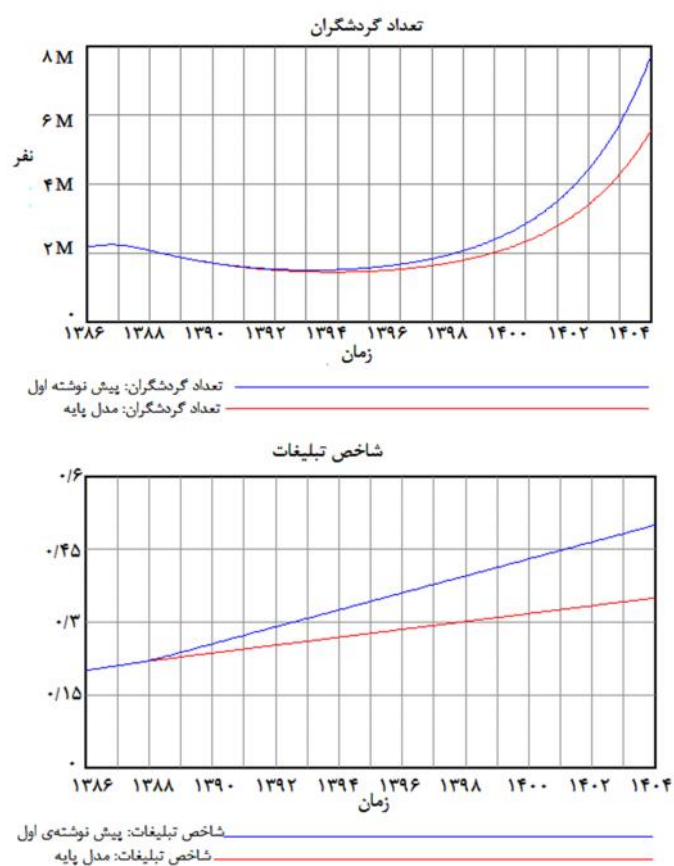 تعداد گردشگران
۸ M
۶ M
نفر
۴M
۲M
۰
۱۳۸۶ ۱۳۸۸ ۱۳۹۰ ۱۳۹۲ ۱۳۹۴ ۱۳۹۶ ۱۳۹۸ ۱۴۰۰ ۱۴۰۲ ۱۴۰۴
زمان
تعداد گردشگران: پیش نوشته اول
تعداد گردشگران: مدل پایه
شاخص تبلیغات
۰/۶
۰/۴۵
۰/۳
۰/۱۵
۰
۱۳۸۶ ۱۳۸۸ ۱۳۹۰ ۱۳۹۲ ۱۳۹۴ ۱۳۹۶ ۱۳۹۸ ۱۴۰۰ ۱۴۰۲ ۱۴۰۴
زمان
شاخص تبلیغات: پیش نوشته‌ی اول
شاخص تبلیغات: مدل پایه